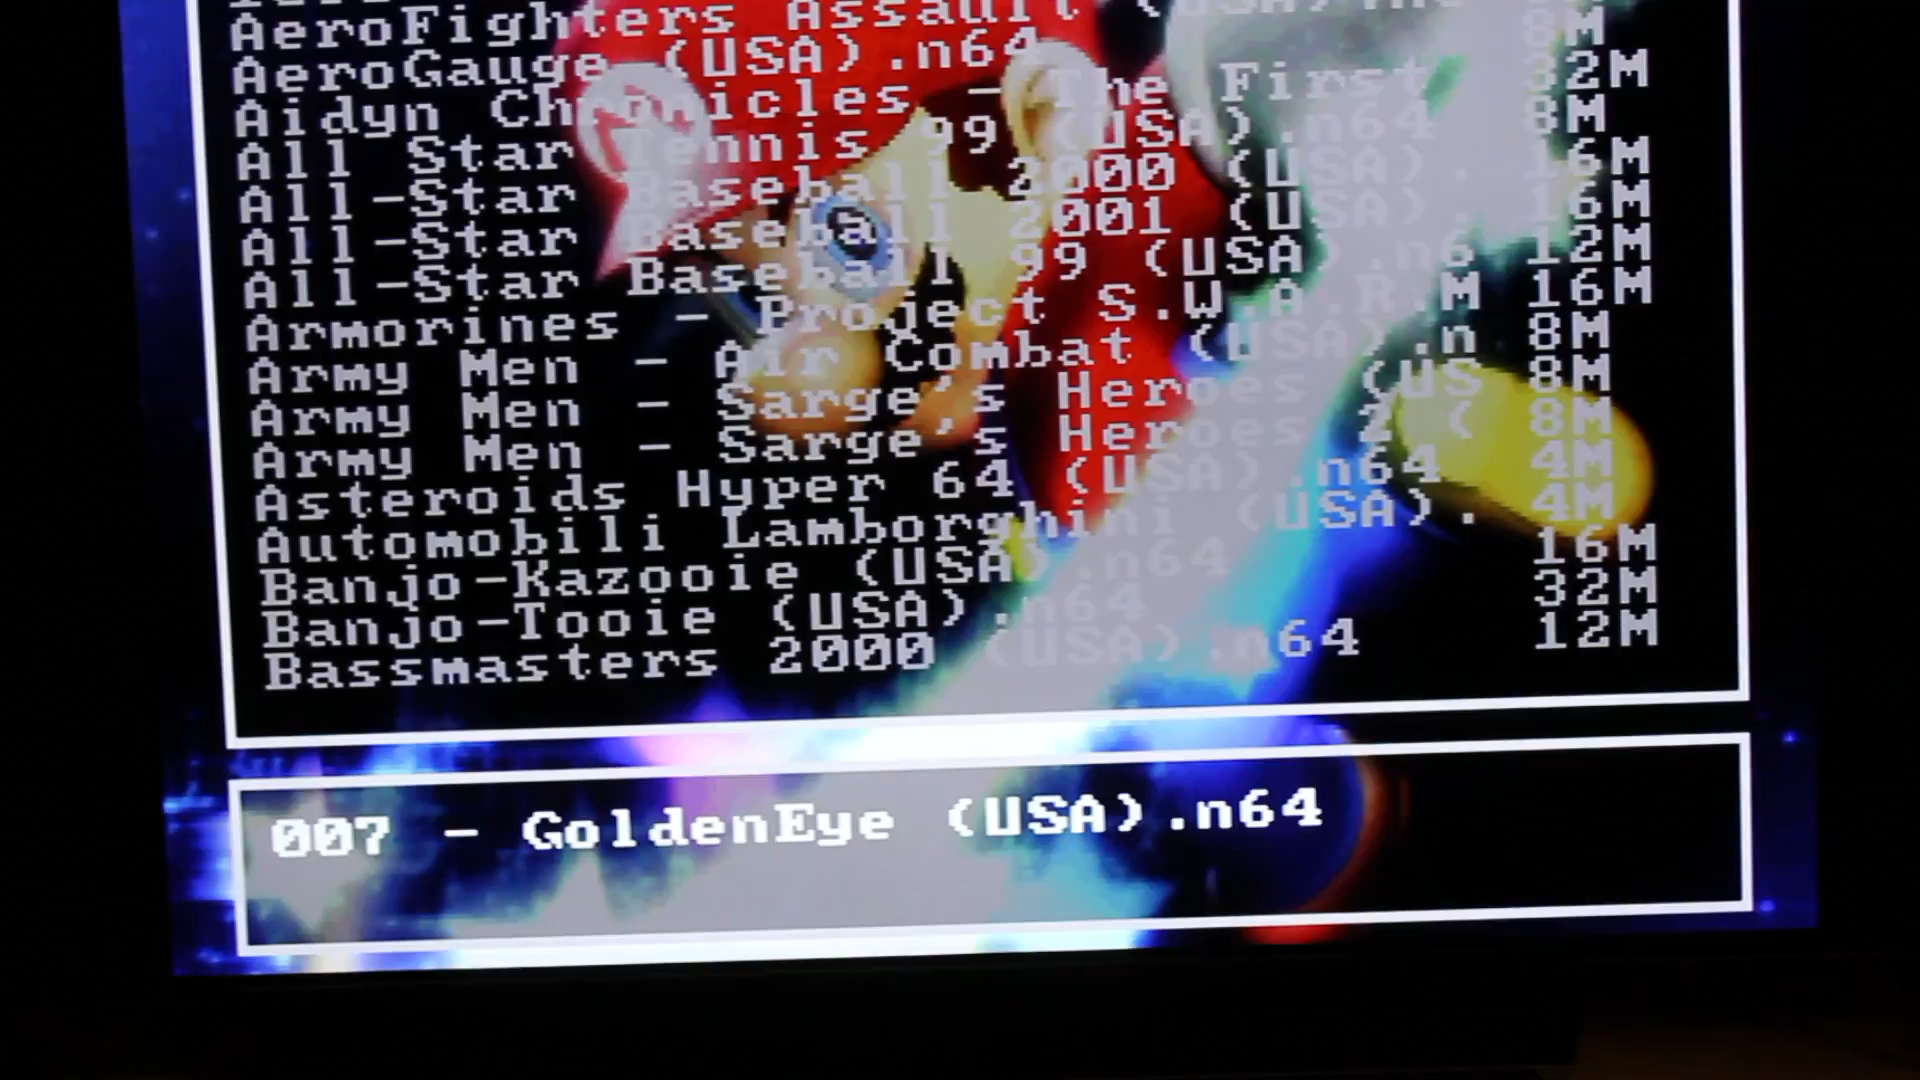 AeroFighters Assault (USA).n6
AeroGauge (USA).n64 8M
Aidyn Chronicles - The First 32M
All Star Tennis 99 (USA).n64 8M
All-Star Baseball 2000 (USA). 16M
All-Star Baseball 2001 (USA). 16M
All-Star Baseball 99 (USA).n6 12M
Armorines - Project S.W.A.R.M 16M
Army Men - Air Combat (USA).n 8M
Army Men - Sarge's Heroes (US 8M
Army Men - Sarge's Heroes 2 ( 8M
Asteroids Hyper 64 (USA).n64 4M
Automobili Lamborghini (USA). 4M
Banjo-Kazooie (USA).n64 16M
Banjo-Tooie (USA).n64 32M
Bassmasters 2000 (USA).n64 12M
007 - GoldenEye (USA).n64